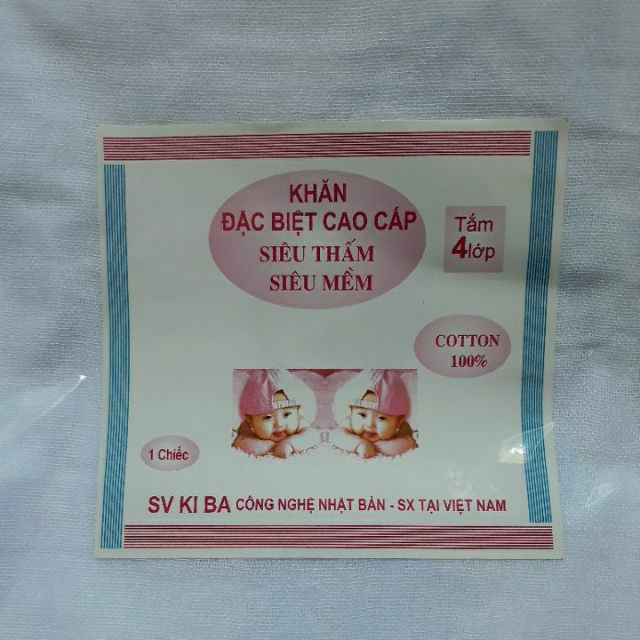 KHĂN
ĐẶC BIỆT CAO CẤP
SIÊU THẤM
SIÊU MỀM
Tắm
4lớp
COTTON
100%
1 Chiếc
SV KI BA CÔNG NGHỆ NHẬT BẢN - SX TẠI VIỆT NAM